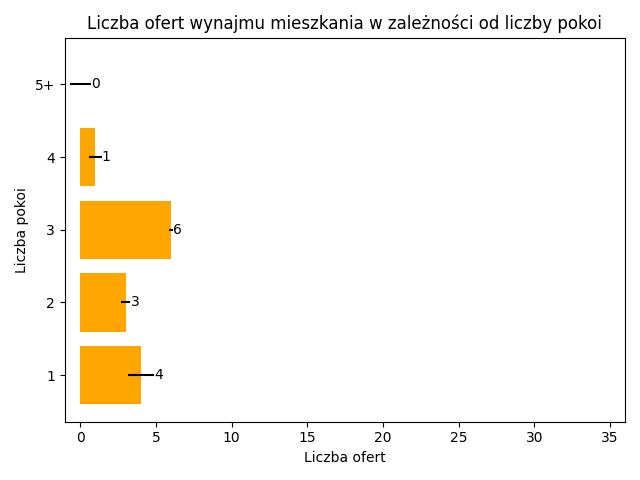 Liczba ofert wynajmu mieszkania w zależności od liczby pokoi
Liczba pokoi
5+ 0
4 1
3 6
2 3
1 4
0 5 10 15 20 25 30 35
Liczba ofert